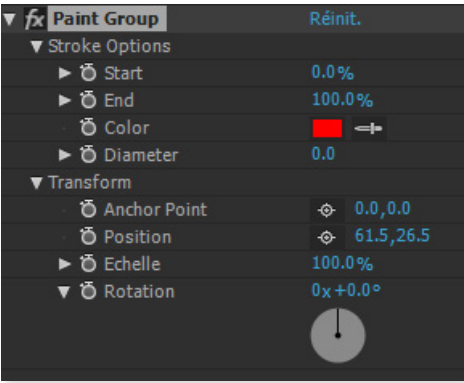 fx Paint Group Réinit.
Stroke Options
Start 0.0%
End 100.0%
Color
Diameter 0.0
Transform
Anchor Point 0.0,0.0
Position 61.5,26.5
Echelle 100.0%
Rotation 0x+0.0°